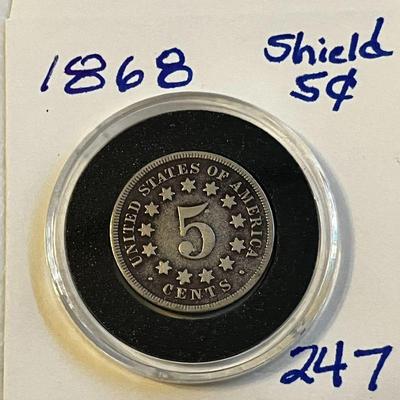 1868
Shield
5¢
UNITED STATES OF AMERICA
5
• CENTS •
247